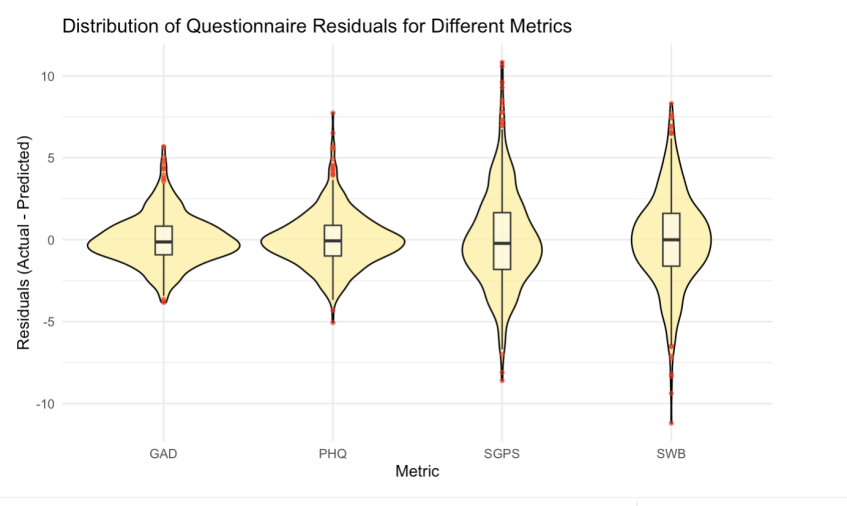 Distribution of Questionnaire Residuals for Different Metrics
Residuals (Actual - Predicted)
10
5
0
-5
-10
GAD PHQ SGPS SWB
Metric